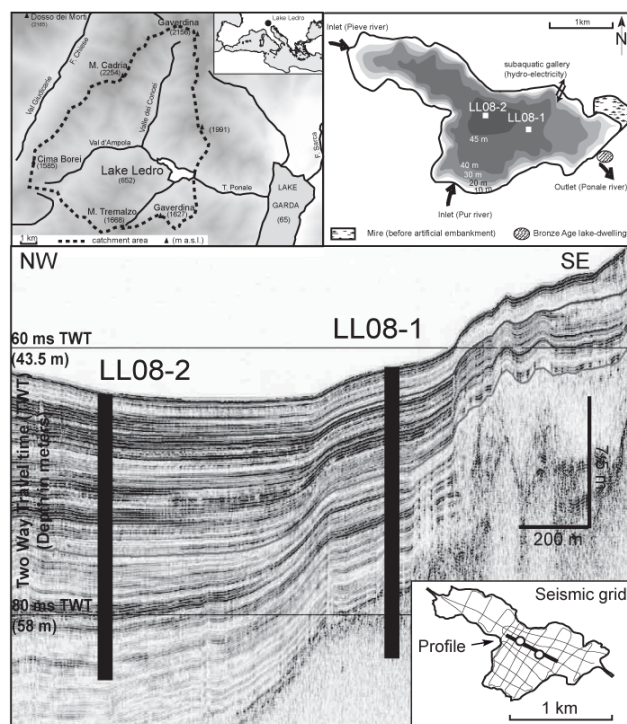 Dosso dei Morti
(2165)
Gaverdina
(2156)
Lake Ledro
F. Chiese
Val Giudicarie
M. Cadria
(2254)
Valle dei Concei
(1991)
Val d'Ampola
Cima Borei
(1585)
Lake Ledro
(652)
F. Sarca
T. Ponale
LAKE
GARDA
(65)
M. Tremalzo
(1668)
Gaverdina
(1627)
1 km
catchment area
(m a.s.l.)
1km
N
Inlet (Pieve river)
subaquatic gallery
(hydro-electricity)
LL08-2
LL08-1
45 m
40 m
30 m
20 m
10 m
Inlet (Pur river)
Outlet (Ponale river)
Mire (before artificial embankment)
Bronze Age lake-dwelling
NW
SE
60 ms TWT
(43.5 m)
LL08-2
LL08-1
Two Way Travel time (TWT)
(Depth in meters)
200 m
80 ms TWT
(58 m)
Seismic grid
Profile
1 km